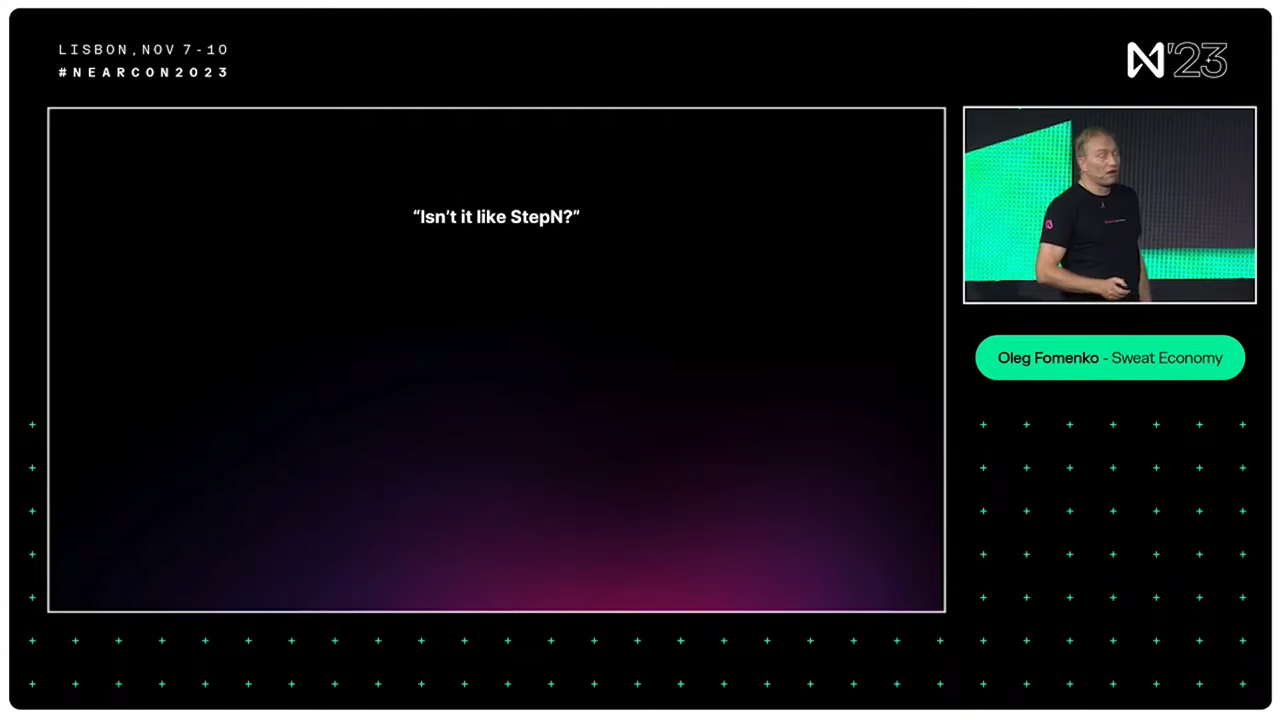 LISBON, NOV 7-10
#NEARCON2023
N'23
“Isn’t it like StepN?”
Oleg Fomenko - Sweat Economy